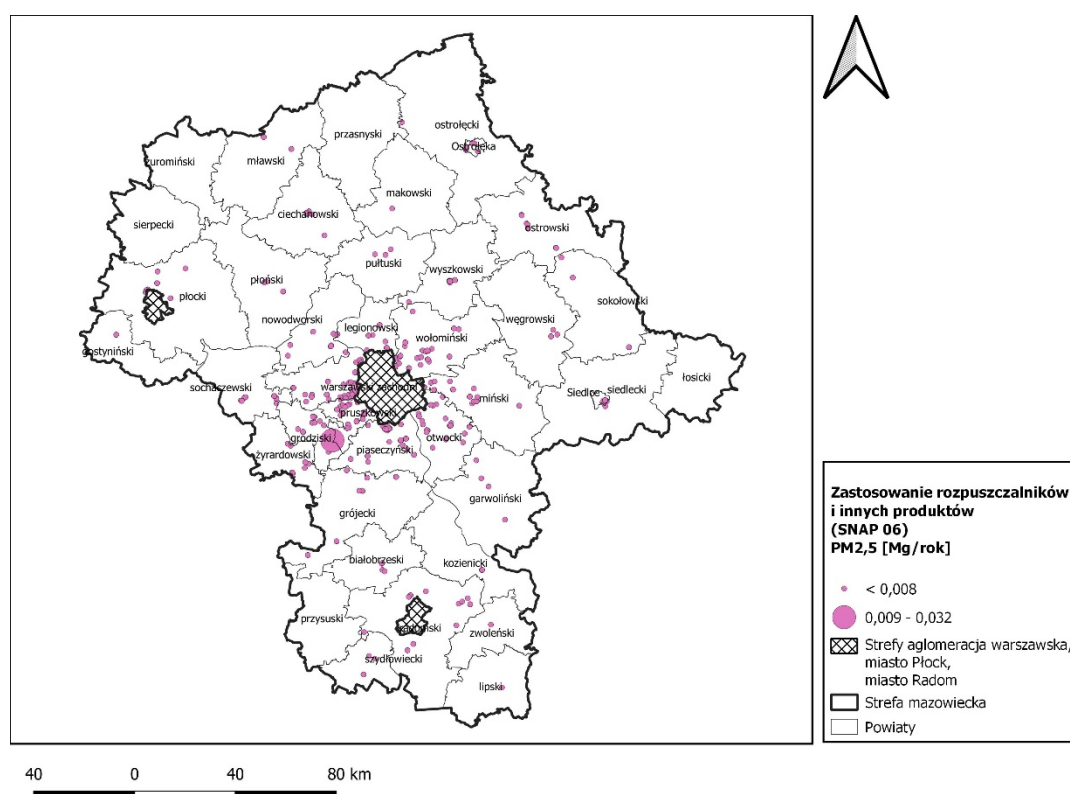 ostrołęcki
przasnyski
Ostrołęka
żuromiński
mławski
makowski
ciechanowski
sierpecki
ostrowski
pułtuski
wyszkowski
płoński
płocki
sokołowski
nowodworski
węgrowski
legionowski
wołomiński
gostyniński
sochaczewski
warszawski zachodni
Siedlce
siedlecki
łosicki
miński
pruszkowski
grodziski
otwocki
żyrardowski
piaseczyński
garwoliński
grójecki
białobrzeski
kozienicki
przysuski
radomski
zwoleński
szydłowiecki
lipski
Zastosowanie rozpuszczalników
i innych produktów
(SNAP 06)
PM2,5 [Mg/rok]
< 0,008
0,009 - 0,032
Strefy aglomeracja warszawska,
miasto Płock,
miasto Radom
Strefa mazowiecka
Powiaty
40 0 40 80 km